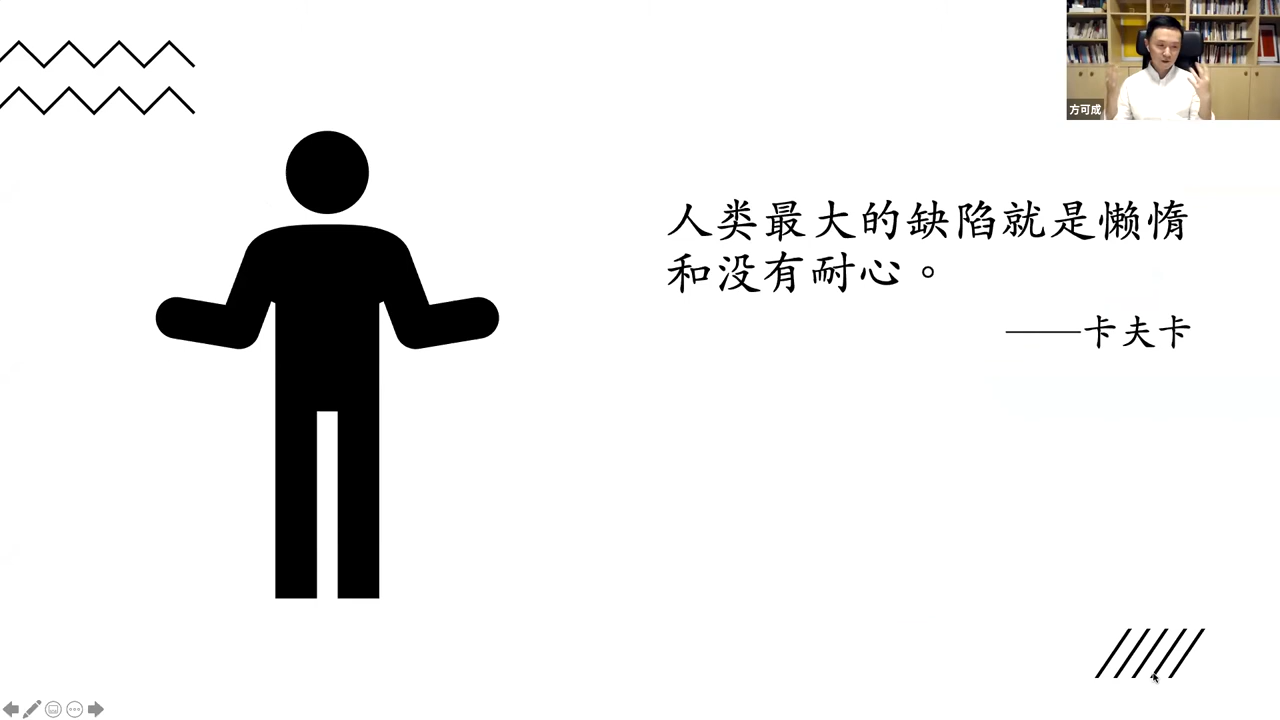 方可成
人类最大的缺陷就是懒惰
和没有耐心。
——卡夫卡